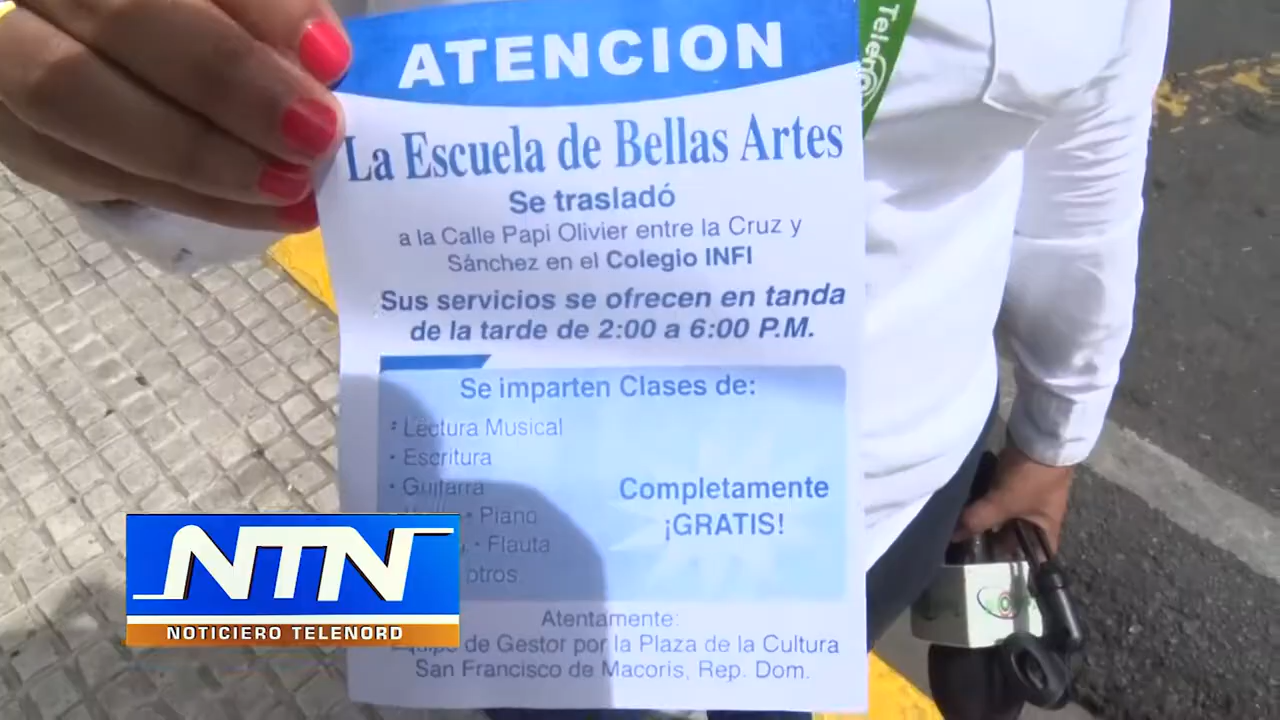 ATENCION
La Escuela de Bellas Artes
Se trasladó
a la Calle Papi Olivier entre la Cruz y
Sánchez en el Colegio INFI
Sus servicios se ofrecen en tanda
de la tarde de 2:00 a 6:00 P.M.
Se imparten Clases de:
• Lectura Musical
• Escritura
• Guitarra
• Piano
• Flauta
otros
Completamente
¡GRATIS!
Atentamente:
de Gestor por la Plaza de la Cultura
San Francisco de Macoris, Rep. Dom.
NTN
NOTICIERO TELENORD